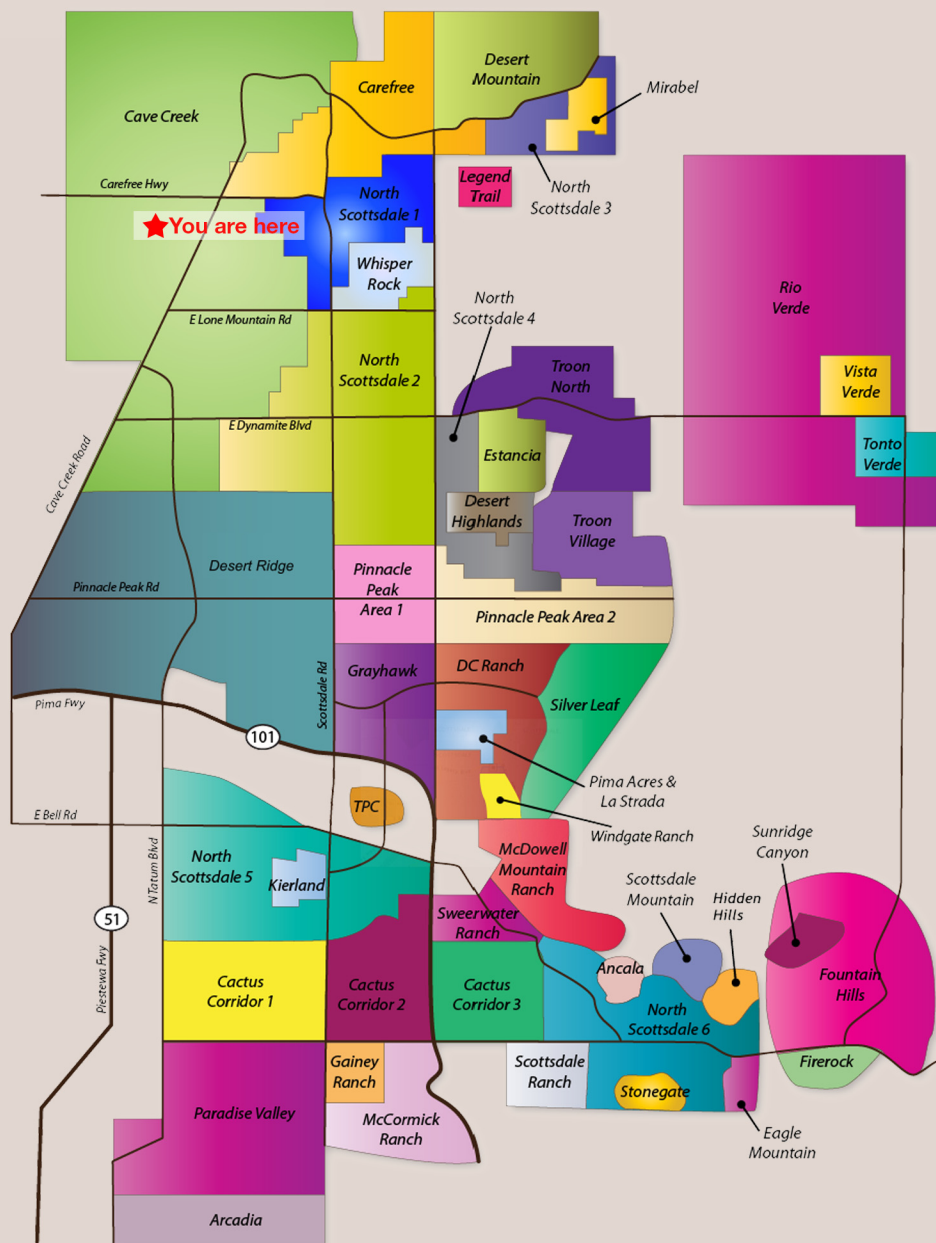 Desert
Mountain
Carefree
Mirabel
Cave Creek
Carefree Hwy
Legend
Trail
North
Scottsdale 3
North
Scottsdale 1
You are here
Whisper
Rock
Rio
Verde
North
Scottsdale 4
E Lone Mountain Rd
North
Scottsdale 2
Troon
North
Vista
Verde
E Dynamite Blvd
Estancia
Tonto
Verde
Cave Creek Road
Desert
Highlands
Troon
Village
Desert Ridge
Pinnacle
Peak
Area 1
Pinnacle Peak Rd
Pinnacle Peak Area 2
Grayhawk
DC Ranch
Scottsdale Rd
Silver Leaf
Pima Fwy
101
Pima Acres &
La Strada
TPC
E Bell Rd
Windgate Ranch
Sunridge
Canyon
N Tatum Blvd
North
Scottsdale 5
Kierland
McDowell
Mountain
Ranch
Scottsdale
Mountain
Hidden
Hills
51
Sweerwater
Ranch
Piestewa Fwy
Cactus
Corridor 1
Cactus
Corridor 2
Cactus
Corridor 3
Ancala
North
Scottsdale 6
Fountain
Hills
Gainey
Ranch
Scottsdale
Ranch
Stonegate
Firerock
Paradise Valley
McCormick
Ranch
Eagle
Mountain
Arcadia